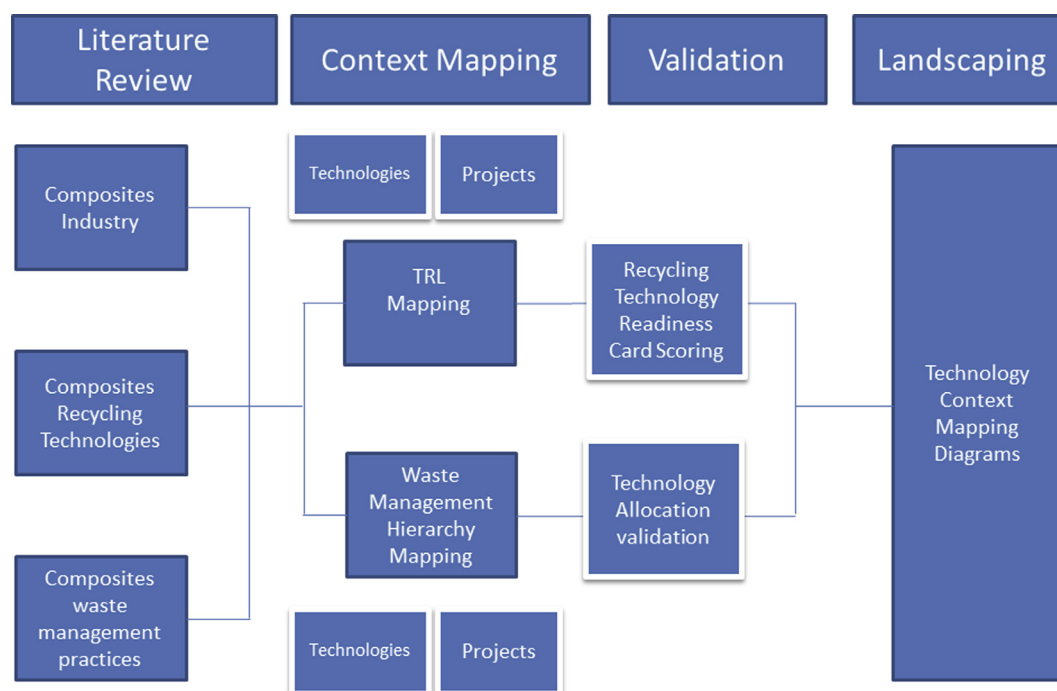 Literature
Review
Context Mapping
Validation
Landscaping
Composites
Industry
Composites
Recycling
Technologies
Composites
waste
management
practices
Technologies
Projects
TRL
Mapping
Waste
Management
Hierarchy
Mapping
Technologies
Projects
Recycling
Technology
Readiness
Card Scoring
Technology
Allocation
validation
Technology
Context
Mapping
Diagrams